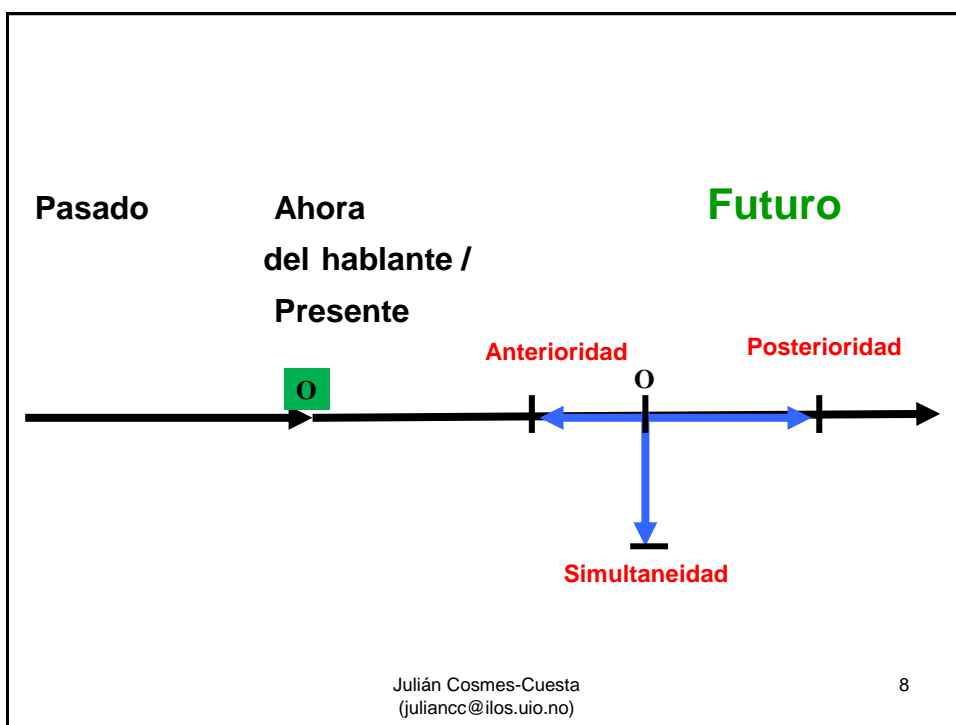 Pasado
Ahora
del hablante /
Presente
Futuro
Anterioridad
Posterioridad
O
O
Simultaneidad
Julián Cosmes-Cuesta
(juliancc@ilos.uio.no)
8